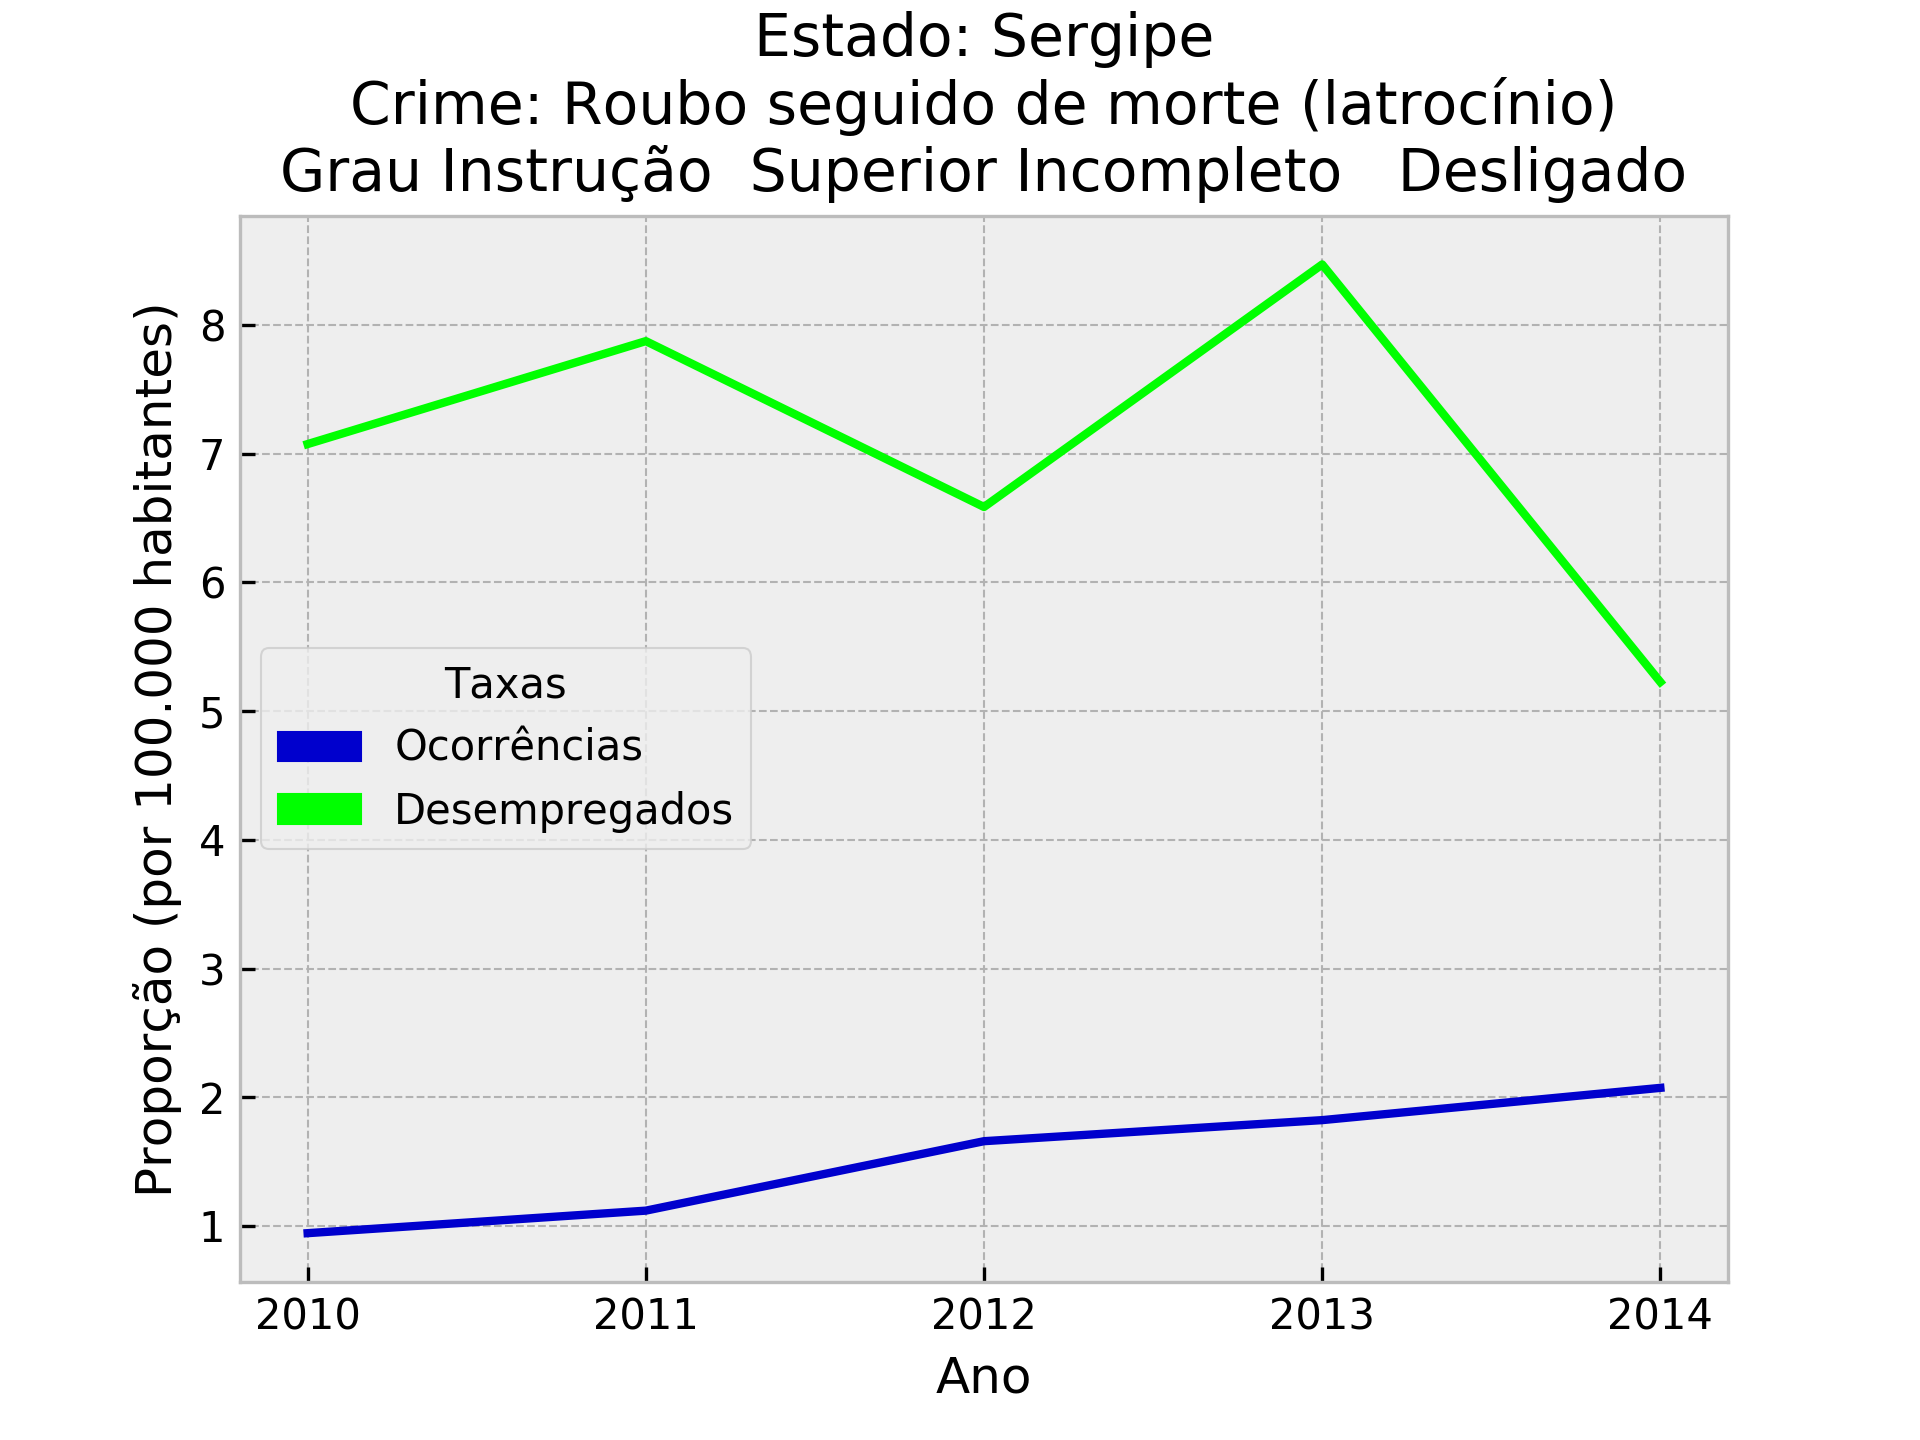 Estado: Sergipe
Crime: Roubo seguido de morte (latrocínio)
Grau Instrução  Superior Incompleto   Desligado
Proporção (por 100.000 habitantes)
8
7
6
5
4
3
2
1
Taxas
Ocorrências
Desempregados
2010 2011 2012 2013 2014
Ano